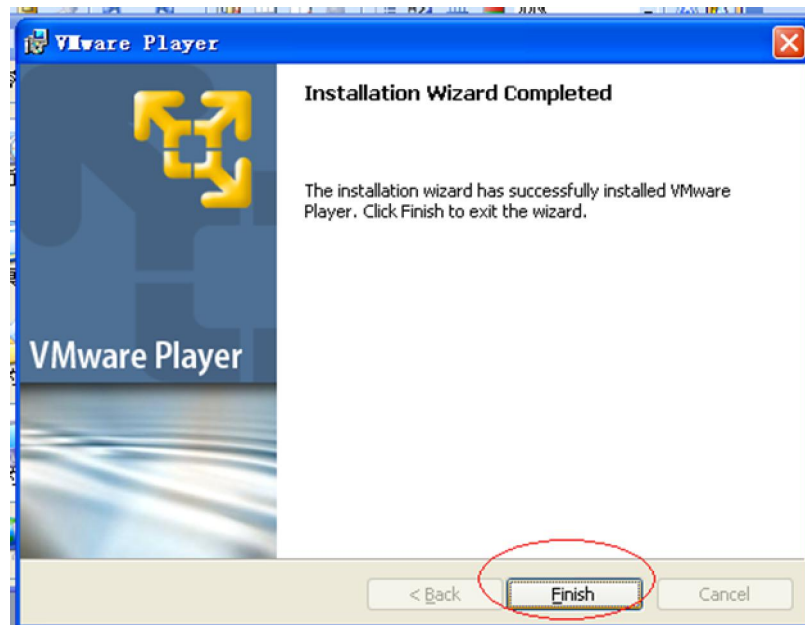 VMware Player
Installation Wizard Completed
The installation wizard has successfully installed VMware
Player. Click Finish to exit the wizard.
VMware Player
< Back
Finish
Cancel